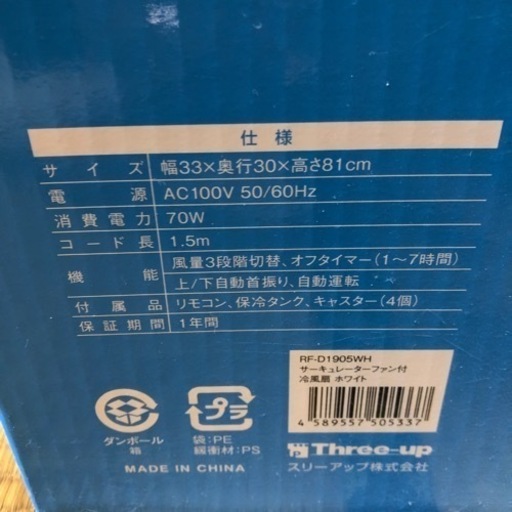 仕様
サイズ 幅33×奥行30×高さ81cm
電源 AC100V 50/60Hz
消費電力 70W
コード長 1.5m
機能 風量3段階切替、オフタイマー(1〜7時間)
上/下自動首振り、自動運転
付属品 リモコン、保冷タンク、キャスター(4個)
保証期間 1年間
RF-D1905WH
サーキュレーターファン付
冷風扇 ホワイト
4 589557 505337
プラ
ダンボール
箱
袋:PE
緩衝材:PS
Three-up
スリーアップ株式会社
MADE IN CHINA